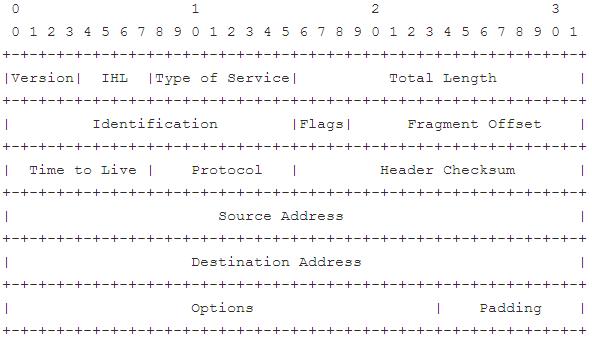 0                   1                   2                   3
 0 1 2 3 4 5 6 7 8 9 0 1 2 3 4 5 6 7 8 9 0 1 2 3 4 5 6 7 8 9 0 1
+-+-+-+-+-+-+-+-+-+-+-+-+-+-+-+-+-+-+-+-+-+-+-+-+-+-+-+-+-+-+-+-+
|Version|  IHL  |Type of Service|          Total Length         |
+-+-+-+-+-+-+-+-+-+-+-+-+-+-+-+-+-+-+-+-+-+-+-+-+-+-+-+-+-+-+-+-+
|         Identification        |Flags|      Fragment Offset    |
+-+-+-+-+-+-+-+-+-+-+-+-+-+-+-+-+-+-+-+-+-+-+-+-+-+-+-+-+-+-+-+-+
|  Time to Live |    Protocol   |         Header Checksum       |
+-+-+-+-+-+-+-+-+-+-+-+-+-+-+-+-+-+-+-+-+-+-+-+-+-+-+-+-+-+-+-+-+
|                       Source Address                          |
+-+-+-+-+-+-+-+-+-+-+-+-+-+-+-+-+-+-+-+-+-+-+-+-+-+-+-+-+-+-+-+-+
|                    Destination Address                        |
+-+-+-+-+-+-+-+-+-+-+-+-+-+-+-+-+-+-+-+-+-+-+-+-+-+-+-+-+-+-+-+-+
|                    Options                    |    Padding    |
+-+-+-+-+-+-+-+-+-+-+-+-+-+-+-+-+-+-+-+-+-+-+-+-+-+-+-+-+-+-+-+-+